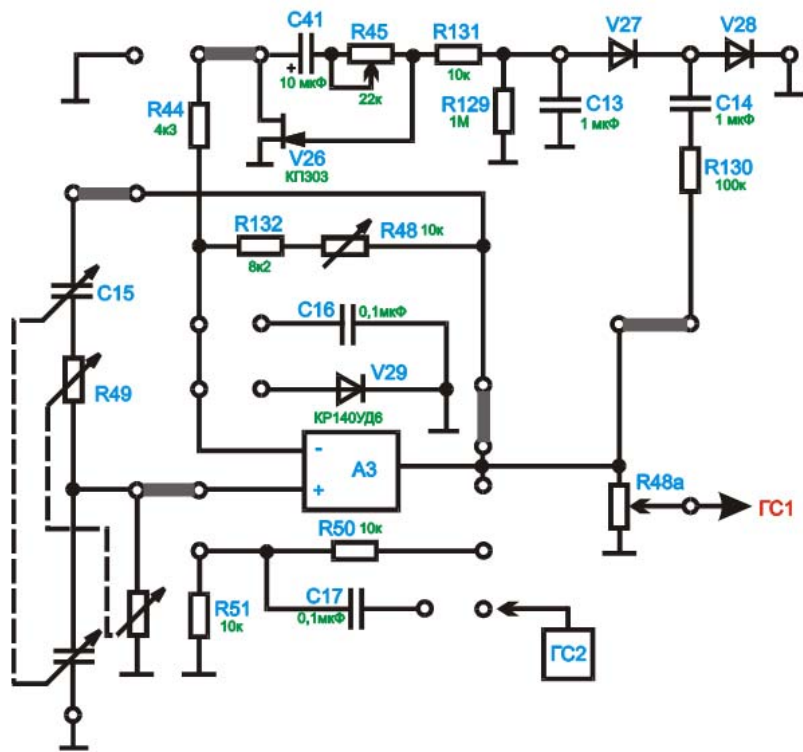 C41
R45
R131
V27
V28
+
10 мкФ
22к
10к
R44
4к3
R129
1М
C13
1 мкФ
C14
1 мкФ
V26
КП303
R130
100к
R132
8к2
R48 10к
C15
C16
0,1мкФ
R49
V29
КР140УД6
-
+
A3
R48а
ГС1
R50 10к
R51
10к
C17
0,1мкФ
ГС2